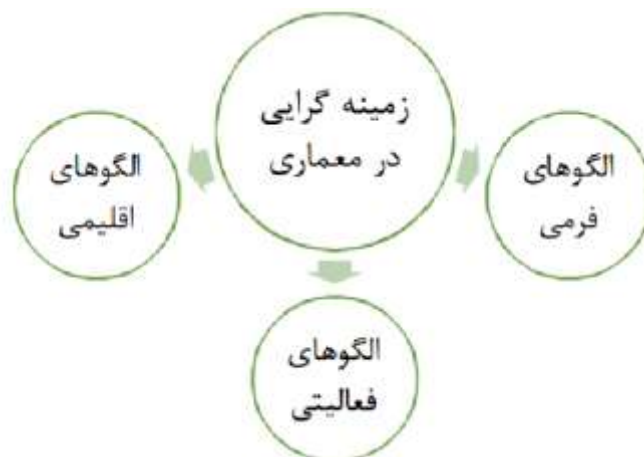 زمینه گرایی
در معماری
الگوهای
فرمی
الگوهای
اقلیمی
الگوهای
فعالیتی